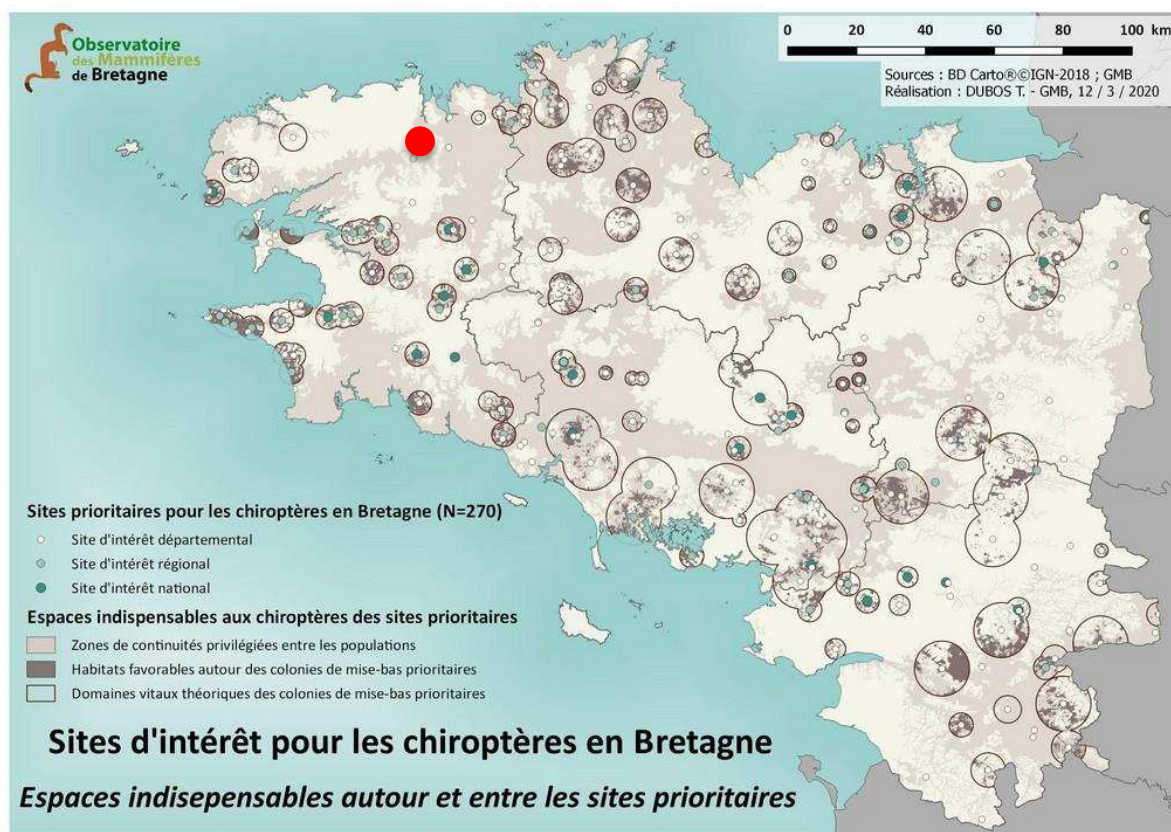 Observatoire
des Mammifères
de Bretagne
0 20 40 60 80 100 km
Sources : BD Carto®©IGN-2018 ; GMB
Réalisation : DUBOS T. - GMB, 12 / 3 / 2020
Sites prioritaires pour les chiroptères en Bretagne (N=270)
Site d'intérêt départemental
Site d'intérêt régional
Site d'intérêt national
Espaces indispensables aux chiroptères des sites prioritaires
Zones de continuités privilégiées entre les populations
Habitats favorables autour des colonies de mise-bas prioritaires
Domaines vitaux théoriques des colonies de mise-bas prioritaires
Sites d'intérêt pour les chiroptères en Bretagne
Espaces indisepensables autour et entre les sites prioritaires